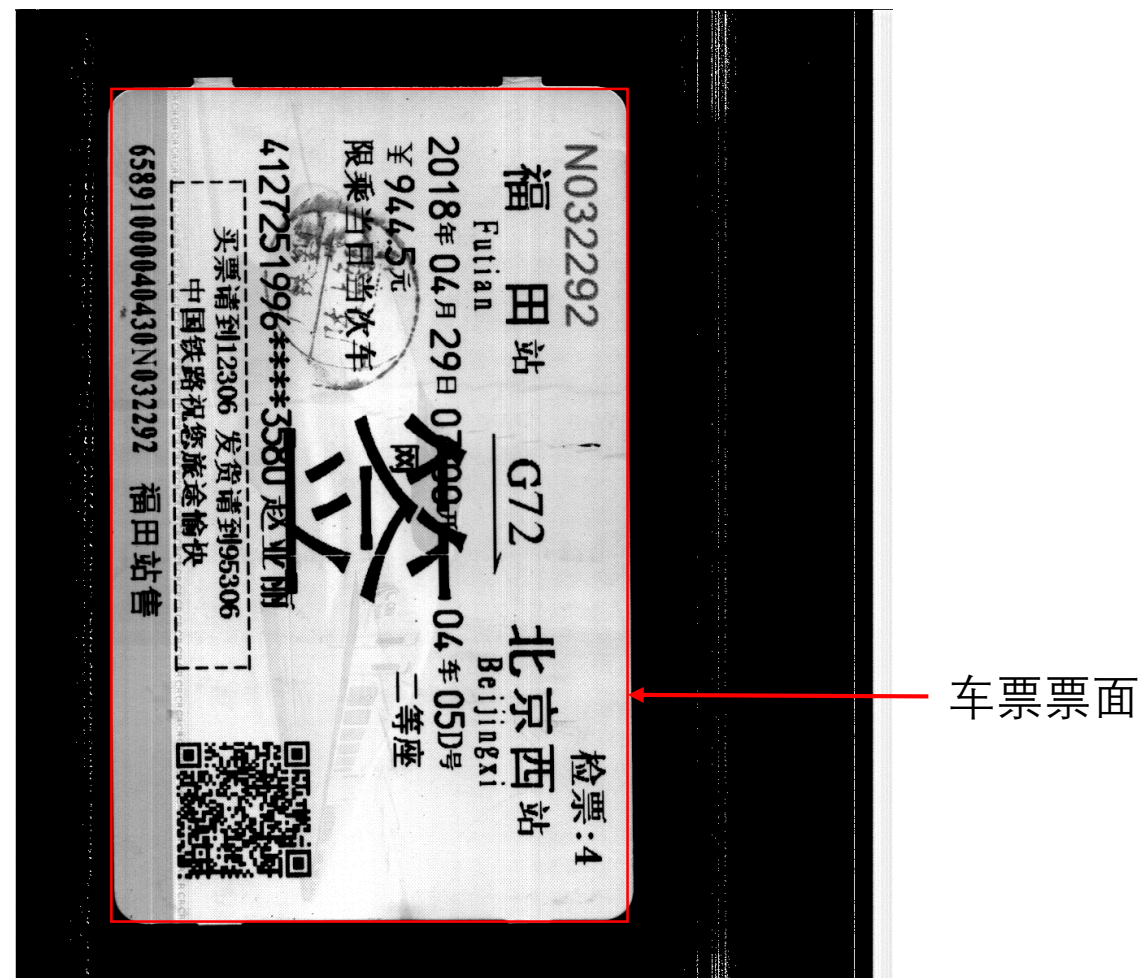 N032292
检票:4
福田站
G72
北京西站
Futian
Beijingxi
2018年04月29日07
04车05D号
¥944.5元
网
二等座
限乘当日当次车
签
4127251996****3580赵亚丽
买票请到12306 发货请到95306
中国铁路祝您旅途愉快
65891000040430N032292 福田站售
车票票面